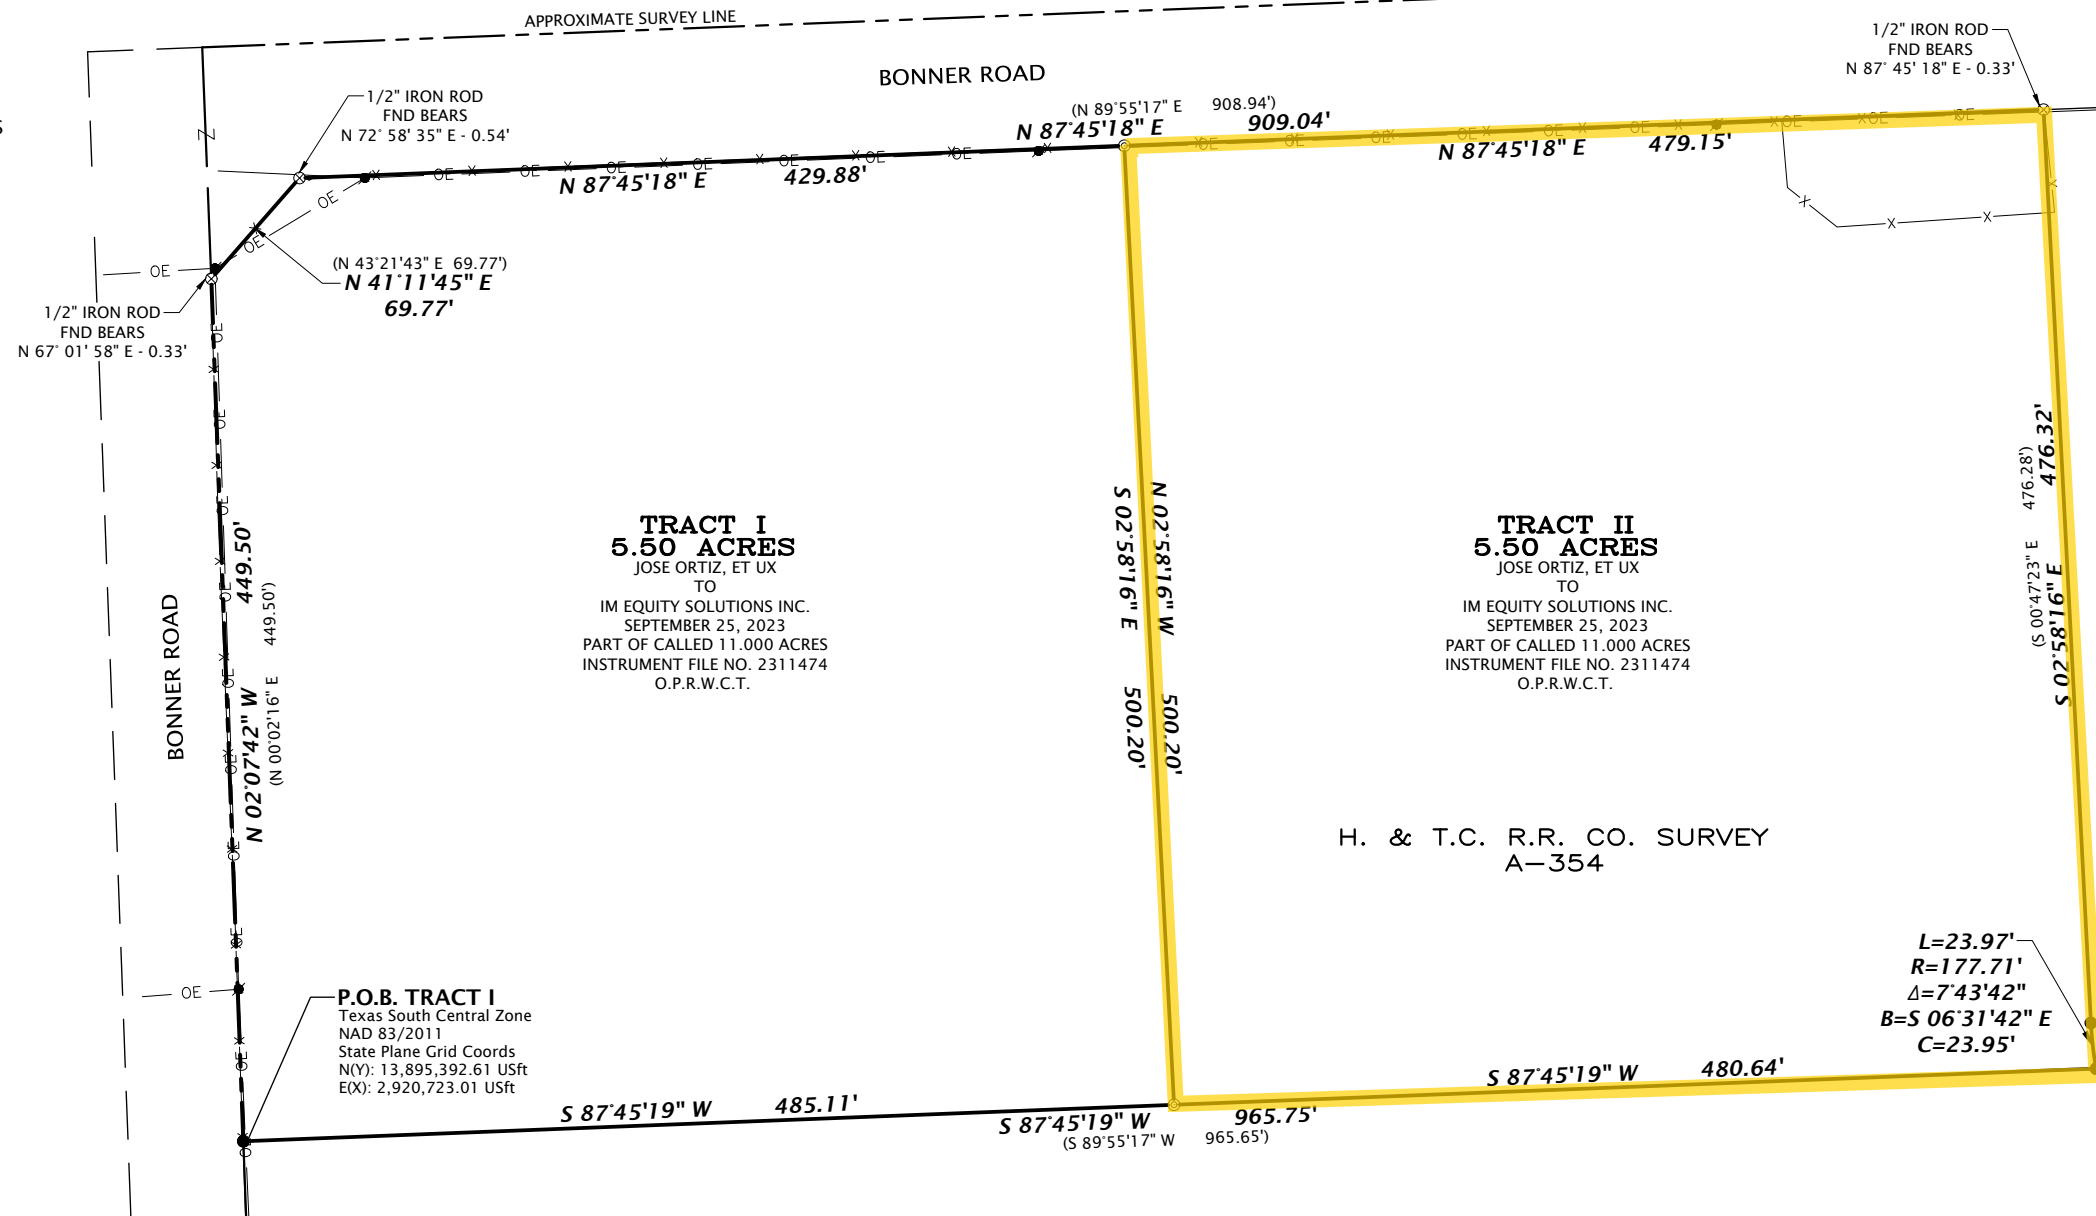 APPROXIMATE SURVEY LINE
BONNER ROAD
1/2" IRON ROD
FND BEARS
N 87° 45' 18" E - 0.33'
1/2" IRON ROD
FND BEARS
N 72° 58' 35" E - 0.54'
(N 89°55'17" E 908.94')
N 87°45'18" E 909.04'
N 87°45'18" E 429.88'
N 87°45'18" E 479.15'
(N 43°21'43" E 69.77')
N 41°11'45" E
69.77'
1/2" IRON ROD
FND BEARS
N 67° 01' 58" E - 0.33'
BONNER ROAD
N 02°07'42" W 449.50'
(N 00°02'16" E 449.50')
TRACT I
5.50 ACRES
JOSE ORTIZ, ET UX
TO
IM EQUITY SOLUTIONS INC.
SEPTEMBER 25, 2023
PART OF CALLED 11.000 ACRES
INSTRUMENT FILE NO. 2311474
O.P.R.W.C.T.
S 02°58'16" E 500.20'
N 02°58'16" W 500.20'
TRACT II
5.50 ACRES
JOSE ORTIZ, ET UX
TO
IM EQUITY SOLUTIONS INC.
SEPTEMBER 25, 2023
PART OF CALLED 11.000 ACRES
INSTRUMENT FILE NO. 2311474
O.P.R.W.C.T.
(S 00°47'23" E 476.28')
S 02°58'16" E 476.32'
H. & T.C. R.R. CO. SURVEY
A-354
L=23.97'
R=177.71'
Δ=7°43'42"
B=S 06°31'42" E
C=23.95'
P.O.B. TRACT I
Texas South Central Zone
NAD 83/2011
State Plane Grid Coords
N(Y): 13,895,392.61 USft
E(X): 2,920,723.01 USft
S 87°45'19" W 485.11'
S 87°45'19" W 480.64'
S 87°45'19" W 965.75'
(S 89°55'17" W 965.65')